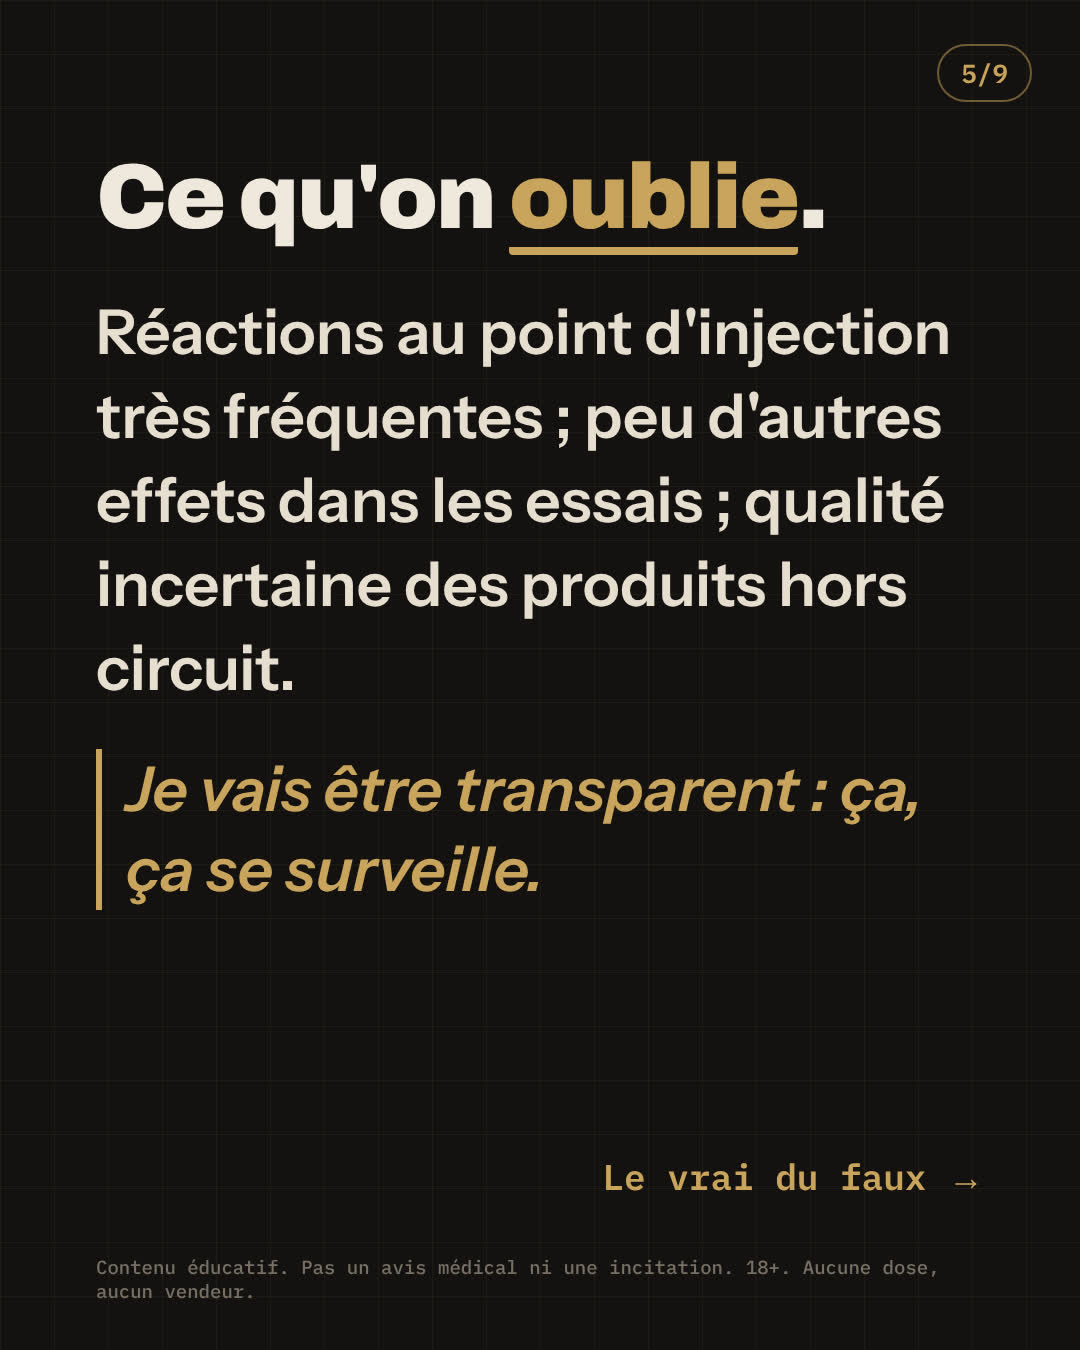 5/9
Ce qu'on oublie.
Réactions au point d'injection
très fréquentes ; peu d'autres
effets dans les essais ; qualité
incertaine des produits hors
circuit.
Je vais être transparent : ça,
ça se surveille.
Le vrai du faux →
Contenu éducatif. Pas un avis médical ni une incitation. 18+. Aucune dose,
aucun vendeur.